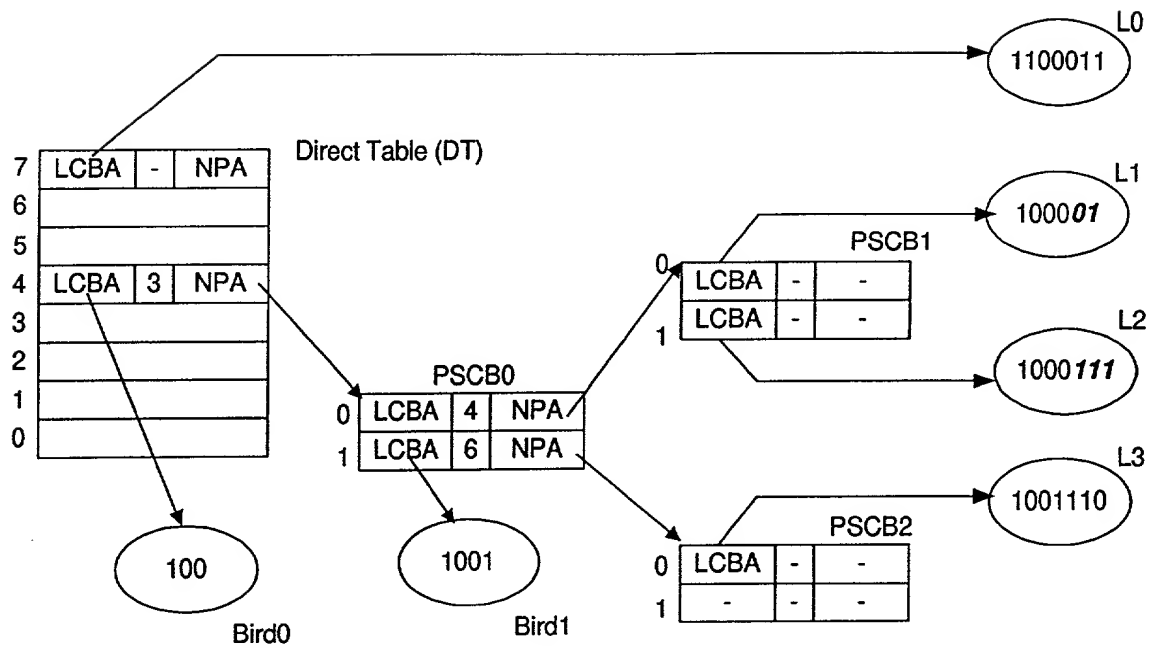 L0
1100011
Direct Table (DT)
7 LCBA - NPA
6
5
4 LCBA 3 NPA
3
2
1
0
L1
100001
PSCB1
0 LCBA - -
1 LCBA - -
L2
1000111
PSCB0
0 LCBA 4 NPA
1 LCBA 6 NPA
L3
1001110
PSCB2
0 LCBA - -
1 - - -
100
Bird0
1001
Bird1